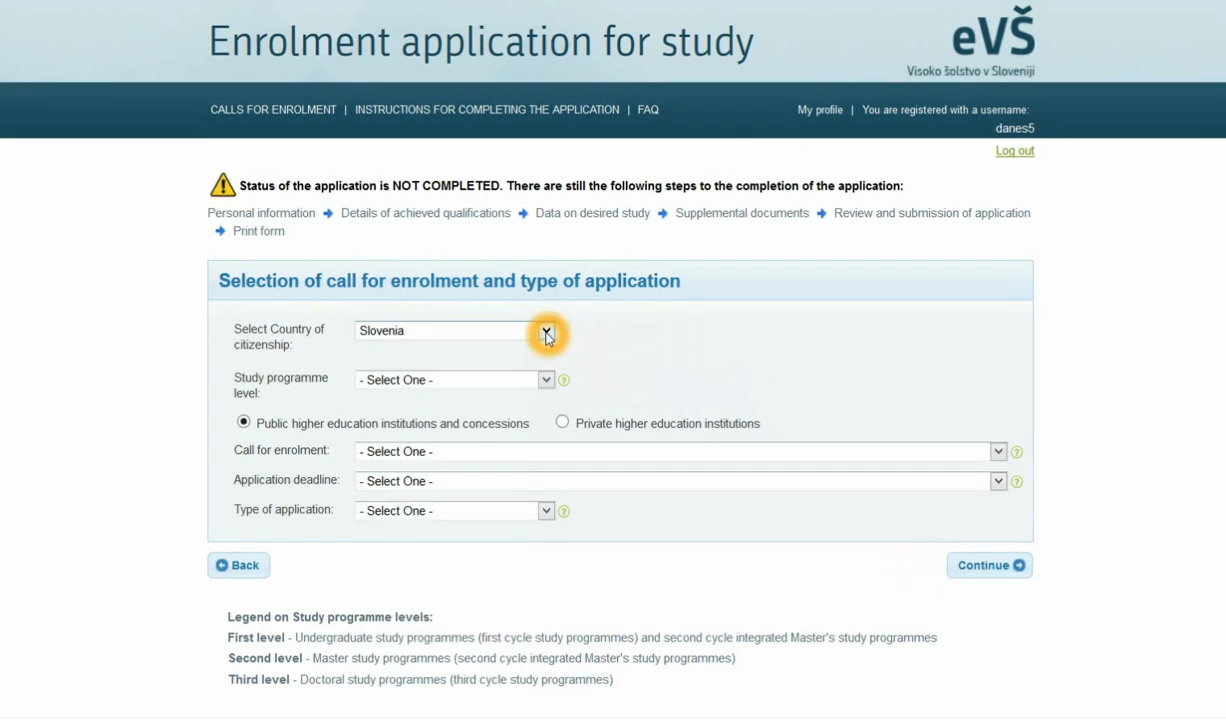 Enrolment application for study
eVŠ
Visoko šolstvo v Sloveniji
CALLS FOR ENROLMENT | INSTRUCTIONS FOR COMPLETING THE APPLICATION | FAQ
My profile | You are registered with a username:
danes5
Log out
Status of the application is NOT COMPLETED. There are still the following steps to the completion of the application:
Personal information Details of achieved qualifications Data on desired study Supplemental documents Review and submission of application
Print form
Selection of call for enrolment and type of application
Select Country of
citizenship:
Slovenia
Study programme
level:
- Select One -
Public higher education institutions and concessions
Private higher education institutions
Call for enrolment:
- Select One -
Application deadline:
- Select One -
Type of application:
- Select One -
Back
Continue
Legend on Study programme levels:
First level - Undergraduate study programmes (first cycle study programmes) and second cycle integrated Master's study programmes
Second level - Master study programmes (second cycle integrated Master's study programmes)
Third level - Doctoral study programmes (third cycle study programmes)